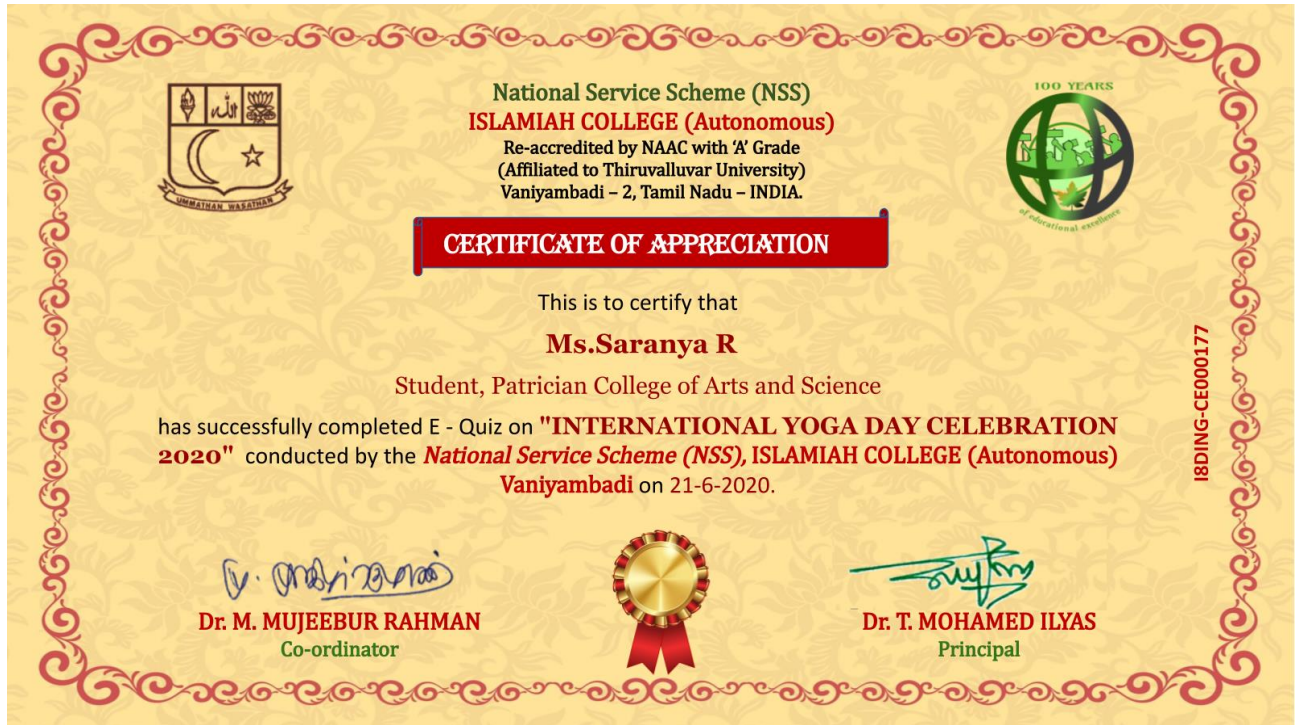 National Service Scheme (NSS)
ISLAMIAH COLLEGE (Autonomous)
Re-accredited by NAAC with ‘A’ Grade
(Affiliated to Thiruvalluvar University)
Vaniyambadi – 2, Tamil Nadu – INDIA.
الله
UMMATHAN WASATHAN
100 YEARS
of educational excellence
CERTIFICATE OF APPRECIATION
This is to certify that
Ms.Saranya R
Student, Patrician College of Arts and Science
has successfully completed E - Quiz on "INTERNATIONAL YOGA DAY CELEBRATION
2020" conducted by the National Service Scheme (NSS), ISLAMIAH COLLEGE (Autonomous)
Vaniyambadi on 21-6-2020.
I8DING-CE000177
Dr. M. MUJEEBUR RAHMAN
Co-ordinator
Dr. T. MOHAMED ILYAS
Principal